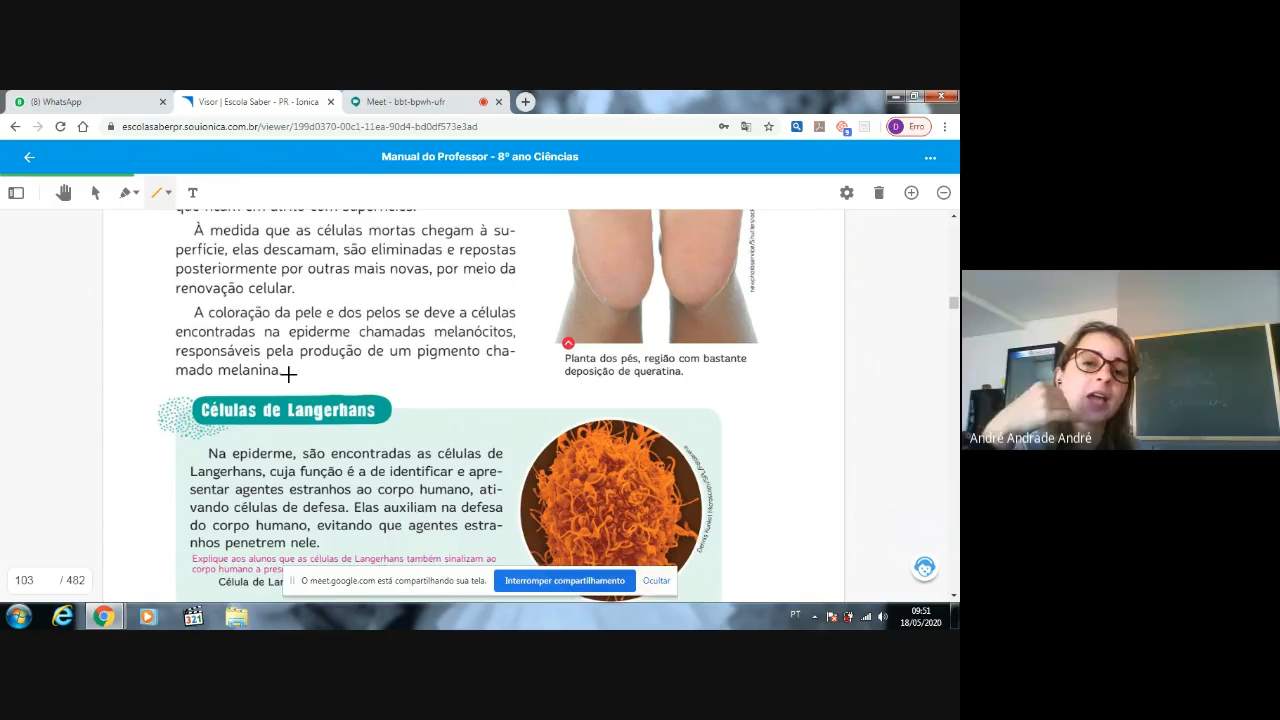 (8) WhatsApp
Visor | Escola Saber - PR - Ionica
Meet - bbt-bpwh-ufr
escolasaberpr.souionica.com.br/viewer/199d0370-00c1-11ea-90d4-bd0df573e3ad
D Erro
Manual do Professor - 8º ano Ciências
T
que ficam em atrito com superfícies.
À medida que as células mortas chegam à su-
perfície, elas descamam, são eliminadas e repostas
posteriormente por outras mais novas, por meio da
renovação celular.
A coloração da pele e dos pelos se deve a células
encontradas na epiderme chamadas melanócitos,
responsáveis pela produção de um pigmento cha-
mado melanina
Planta dos pés, região com bastante
deposição de queratina.
Células de Langerhans
Na epiderme, são encontradas as células de
Langerhans, cuja função é a de identificar e apre-
sentar agentes estranhos ao corpo humano, ati-
vando células de defesa. Elas auxiliam na defesa
do corpo humano, evitando que agentes estra-
nhos penetrem nele.
Explique aos alunos que as células de Langerhans também sinalizam ao
corpo humano a
Célula de
103 / 482
O meet.google.com está compartilhando sua tela.
Interromper compartilhamento
Ocultar
PT
09:51
18/05/2020
André Andrade André